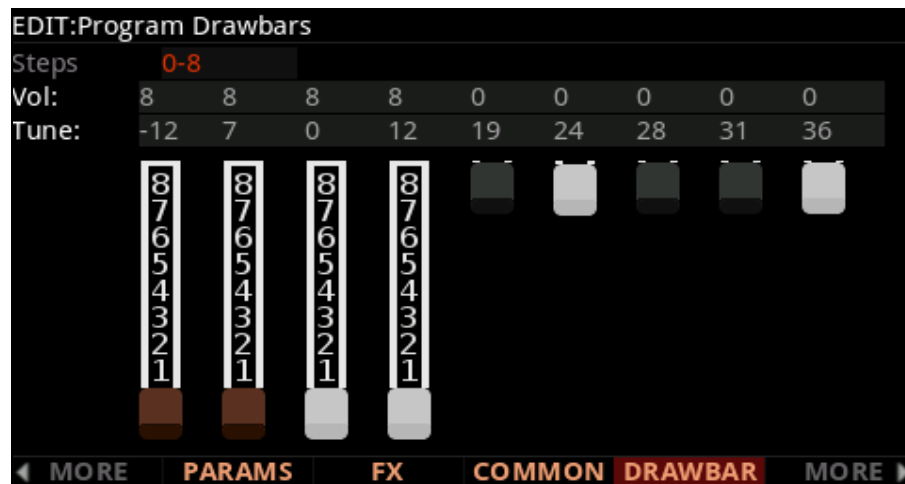 EDIT:Program Drawbars
Steps 0-8
Vol: 8 8 8 8 0 0 0 0 0
Tune: -12 7 0 12 19 24 28 31 36
8 8 8 8
7 7 7 7
6 6 6 6
5 5 5 5
4 4 4 4
3 3 3 3
2 2 2 2
1 1 1 1
MORE PARAMS FX COMMON DRAWBAR MORE